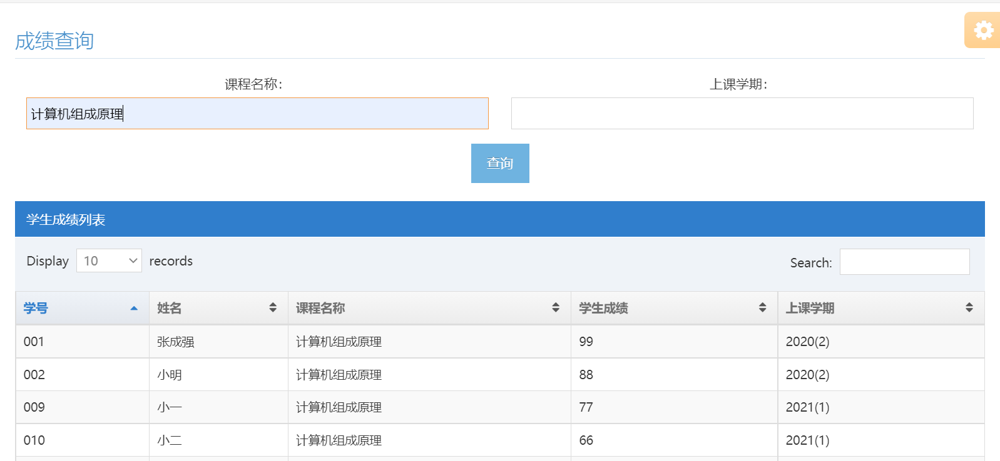 成绩查询
课程名称： 上课学期：
计算机组成原理
查询
学生成绩列表
Display 10 records Search:
学号 姓名 课程名称 学生成绩 上课学期
001 张成强 计算机组成原理 99 2020(2)
002 小明 计算机组成原理 88 2020(2)
009 小一 计算机组成原理 77 2021(1)
010 小二 计算机组成原理 66 2021(1)